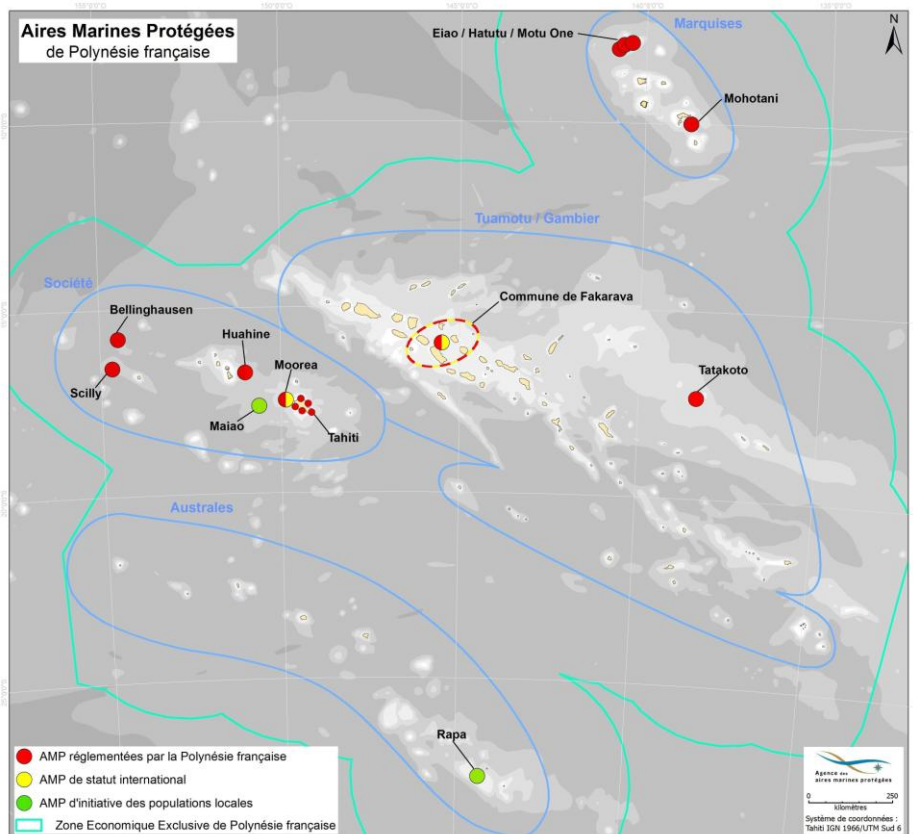 Aires Marines Protégées
de Polynésie française
Eiao / Hatutu / Motu One
Marquises
N
Mohotani
Tuamotu / Gambier
Société
Commune de Fakarava
Bellinghausen
Huahine
Moorea
Tatakoto
Scilly
Maiao
Tahiti
Australes
Rapa
AMP réglementées par la Polynésie française
AMP de statut international
AMP d'initiative des populations locales
Zone Economique Exclusive de Polynésie française
Agence des
aires marines protégées
0 250
kilomètres
Système de coordonnées :
Tahiti IGN 1966/UTM Sud 6